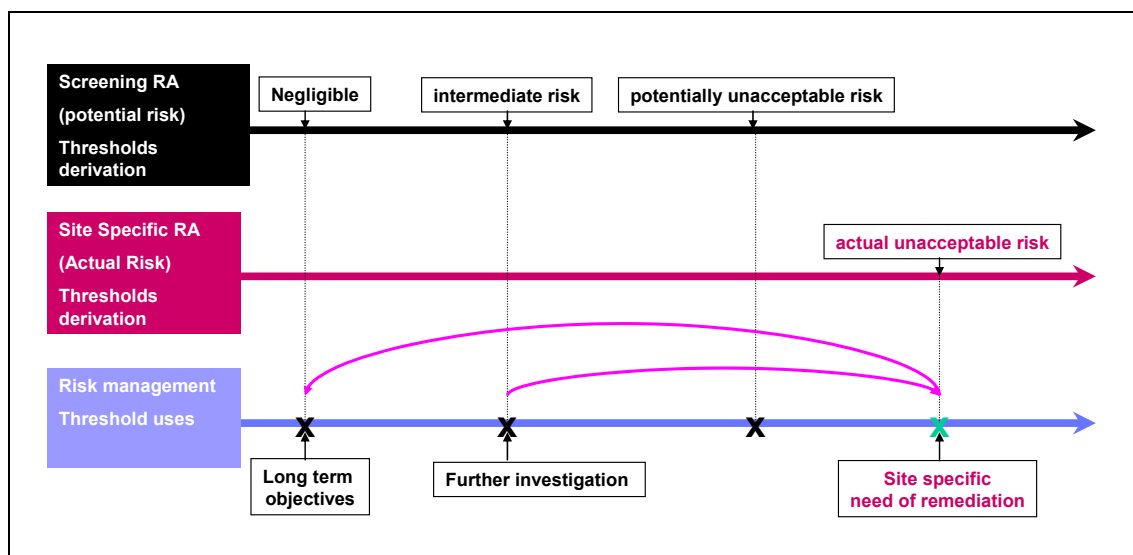 Screening RA
(potential risk)
Thresholds
derivation
Negligible
intermediate risk
potentially unacceptable risk
Site Specific RA
(Actual Risk)
Thresholds
derivation
actual unacceptable risk
Risk management
Threshold uses
X
X
X
X
Long term
objectives
Further investigation
Site specific
need of remediation